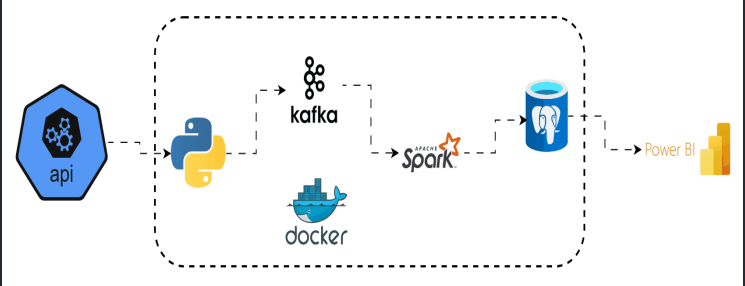 api
kafka
APACHE
Spark
docker
Power BI